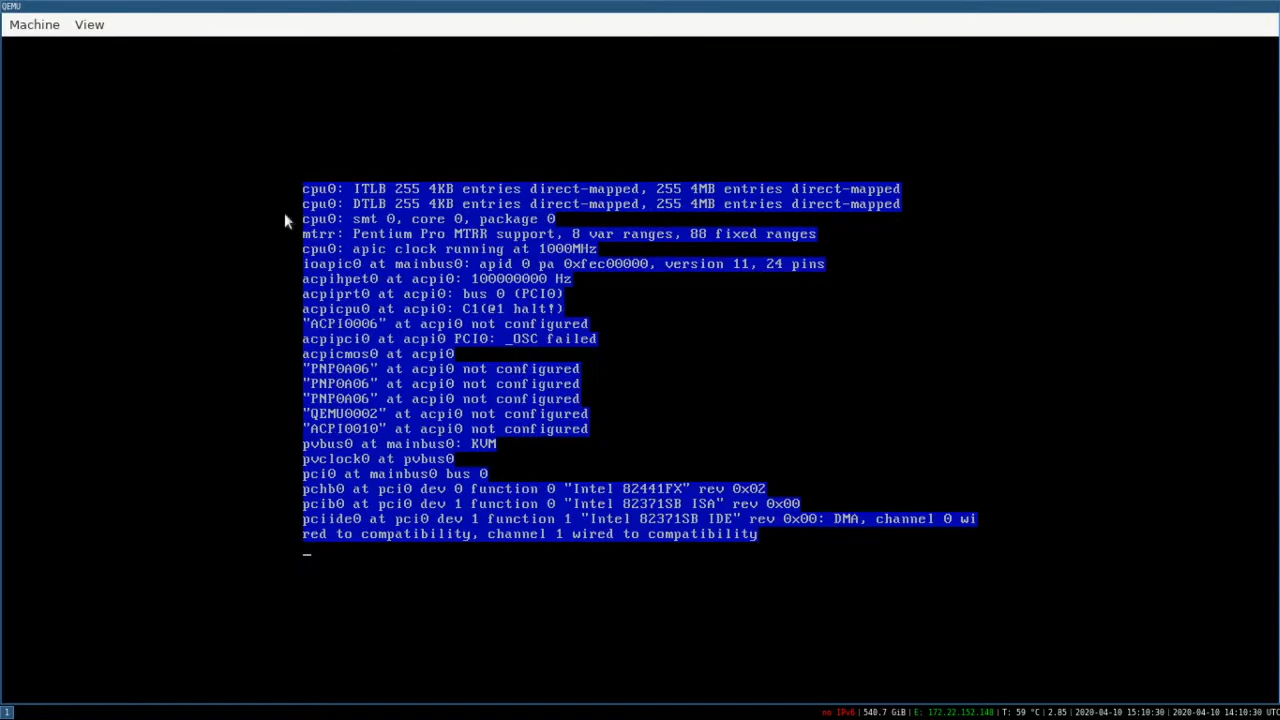 QEMU
Machine View
cpu0: ITLB 255 4KB entries direct-mapped, 255 4MB entries direct-mapped
cpu0: DTLB 255 4KB entries direct-mapped, 255 4MB entries direct-mapped
cpu0: smt 0, core 0, package 0
mtrr: Pentium Pro MTRR support, 8 var ranges, 88 fixed ranges
cpu0: apic clock running at 1000MHz
ioapic0 at mainbus0: apid 0 pa 0xfec00000, version 11, 24 pins
acpihpet0 at acpi0: 100000000 Hz
acpiprt0 at acpi0: bus 0 (PCI0)
acpicpu0 at acpi0: C1(@1 halt!)
"ACPI0006" at acpi0 not configured
acpipci0 at acpi0 PCI0: _OSC failed
acpicmos0 at acpi0
"PNP0A06" at acpi0 not configured
"PNP0A06" at acpi0 not configured
"PNP0A06" at acpi0 not configured
"QEMU0002" at acpi0 not configured
"ACPI0010" at acpi0 not configured
pvbus0 at mainbus0: KVM
pvclock0 at pvbus0
pci0 at mainbus0 bus 0
pchb0 at pci0 dev 0 function 0 "Intel 82441FX" rev 0x02
pcib0 at pci0 dev 1 function 0 "Intel 82371SB ISA" rev 0x00
pciide0 at pci0 dev 1 function 1 "Intel 82371SB IDE" rev 0x00: DMA, channel 0 wi
red to compatibility, channel 1 wired to compatibility
_
1 no IPv6 | 540.7 GiB | E: 172.22.152.148 | T: 59 °C | 2.85 | 2020-04-10 15:10:30 | 2020-04-10 14:10:30 UTC